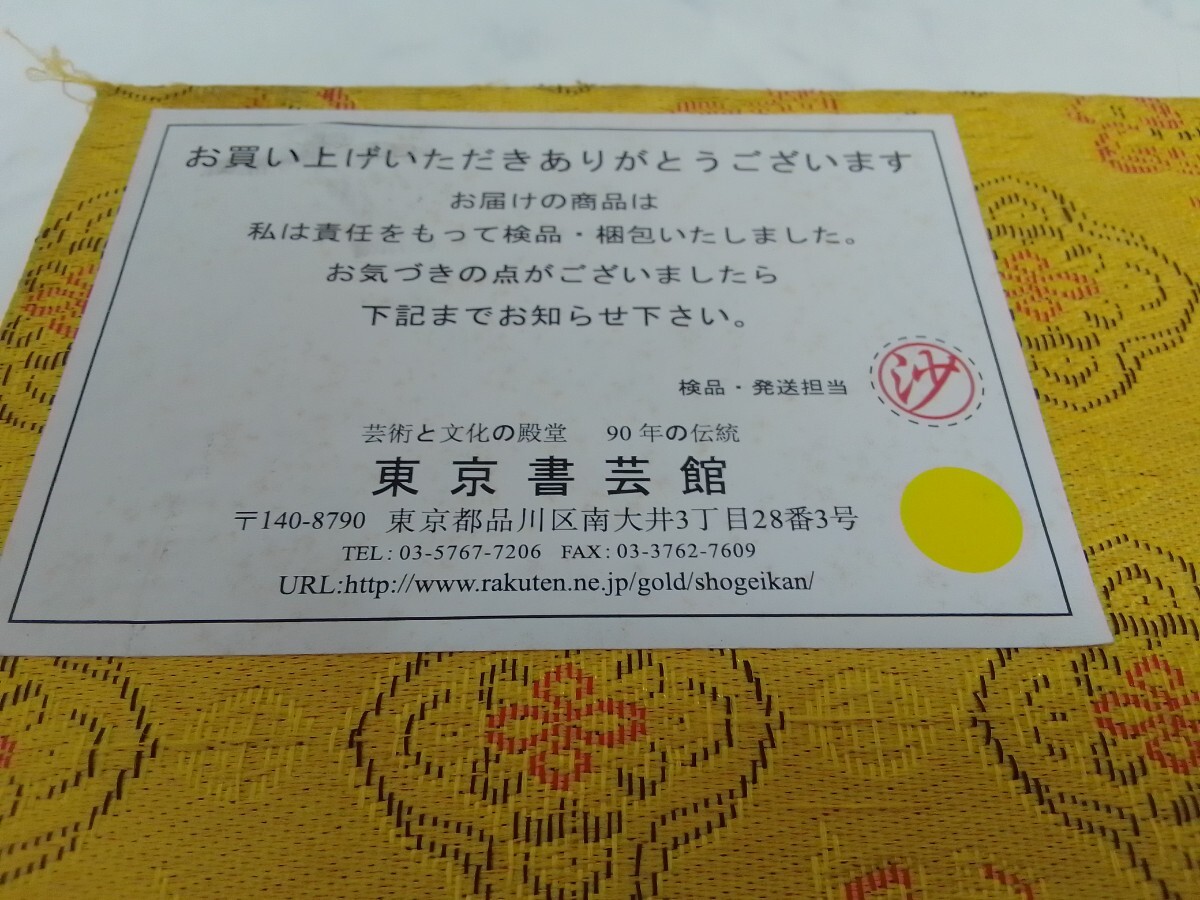 お買い上げいただきありがとうございます
お届けの商品は
私は責任をもって検品・梱包いたしました。
お気づきの点がございましたら
下記までお知らせ下さい。
検品・発送担当 沙
芸術と文化の殿堂 90年の伝統
東京書芸館
〒140-8790 東京都品川区南大井3丁目28番3号
TEL : 03-5767-7206 FAX : 03-3762-7609
URL:http://www.rakuten.ne.jp/gold/shogeikan/